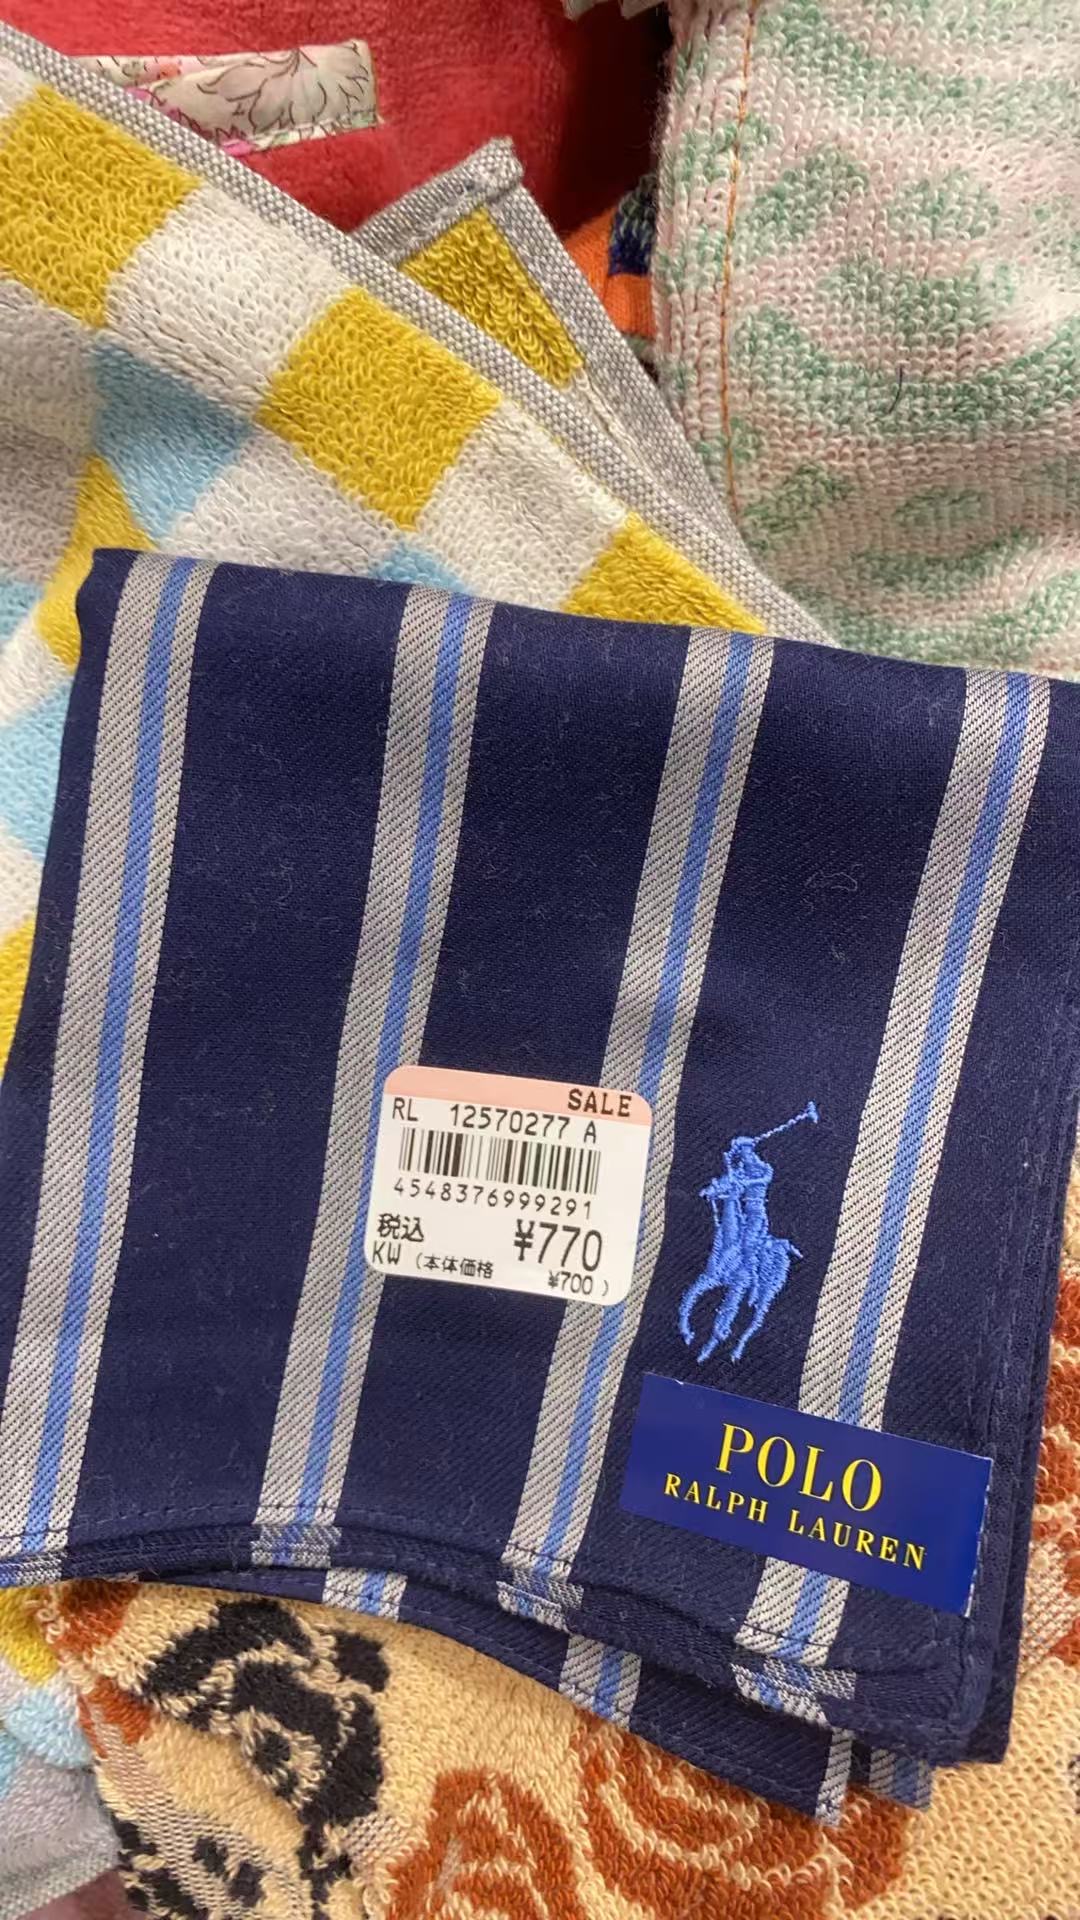 SALE
RL 12570277 A
4548376999291
税込 ¥770
KW (本体価格 ¥700 )
POLO
RALPH LAUREN